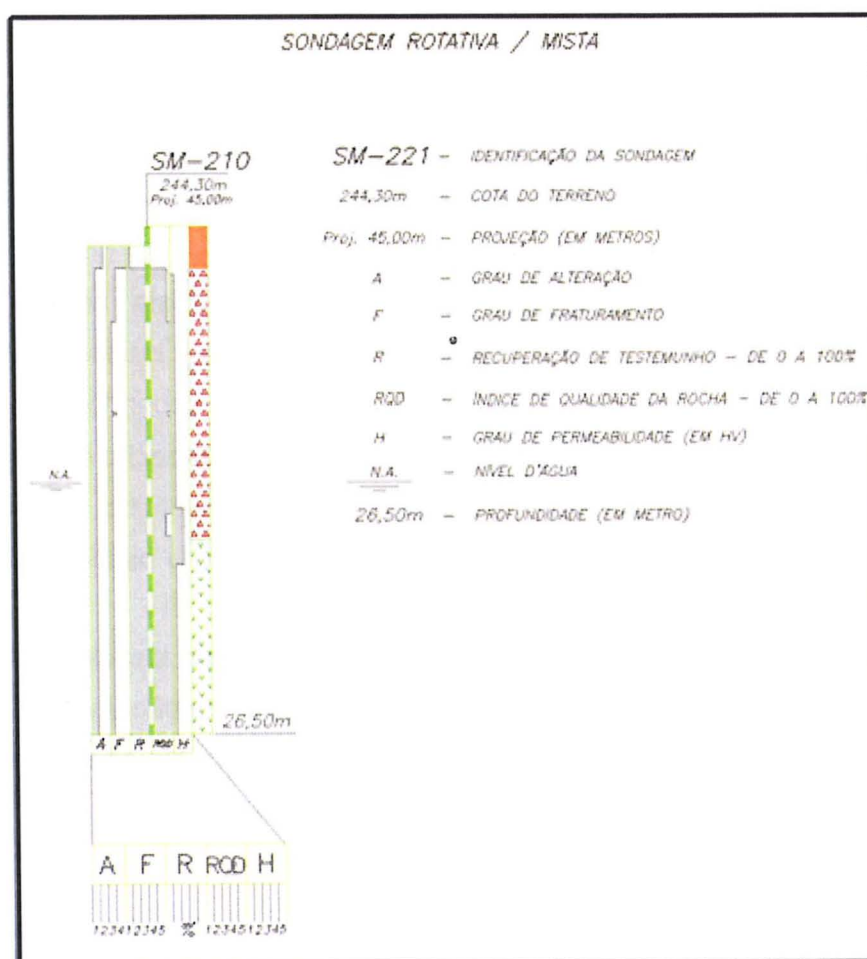 SONDAGEM ROTATIVA / MISTA
SM-210
244,30m
Proj. 45,00m
SM-221 - IDENTIFICAÇÃO DA SONDAGEM
244,30m - COTA DO TERRENO
Proj. 45,00m - PROJEÇÃO (EM METROS)
A - GRAU DE ALTERAÇÃO
F - GRAU DE FRATURAMENTO
R - RECUPERAÇÃO DE TESTEMUNHO - DE 0 A 100%
RQD - ÍNDICE DE QUALIDADE DA ROCHA - DE 0 A 100%
H - GRAU DE PERMEABILIDADE (EM HV)
N.A. - NIVEL D'ÁGUA
26,50m - PROFUNDIDADE (EM METRO)
N.A.
26,50m
A F R RQD H
A F R RQD H
1234 12345 % 12345 12345